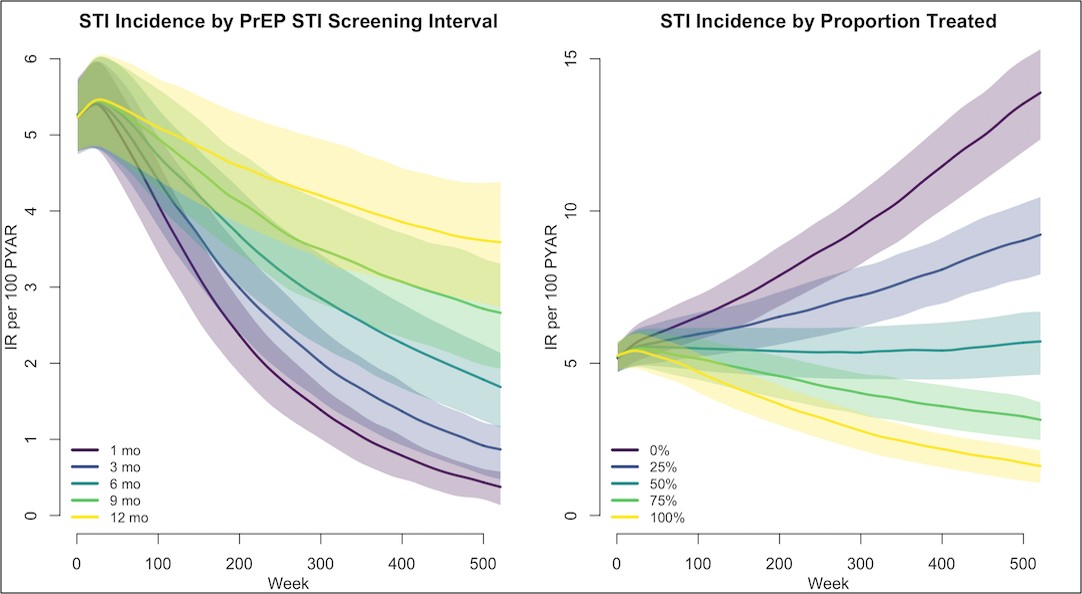 STI Incidence by PrEP STI Screening Interval
IR per 100 PYAR
6
5
4
3
2
1
0
1 mo
3 mo
6 mo
9 mo
12 mo
0 100 200 300 400 500
Week
STI Incidence by Proportion Treated
IR per 100 PYAR
15
10
5
0
0%
25%
50%
75%
100%
0 100 200 300 400 500
Week